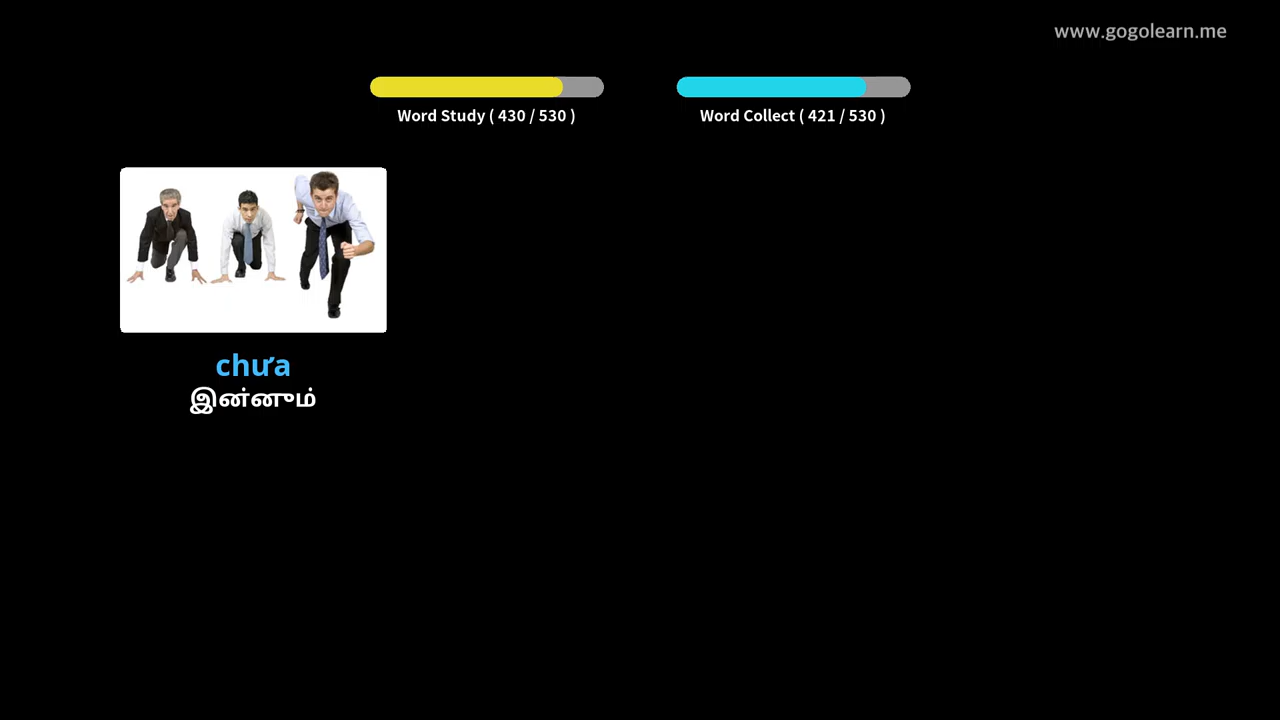 www.gogolearn.me
Word Study ( 430 / 530 )
Word Collect ( 421 / 530 )
chưa
இன்னும்